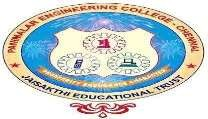 PANIMALAR ENGINEERING COLLEGE - CHENNAI
JAISAKTHI EDUCATIONAL TRUST